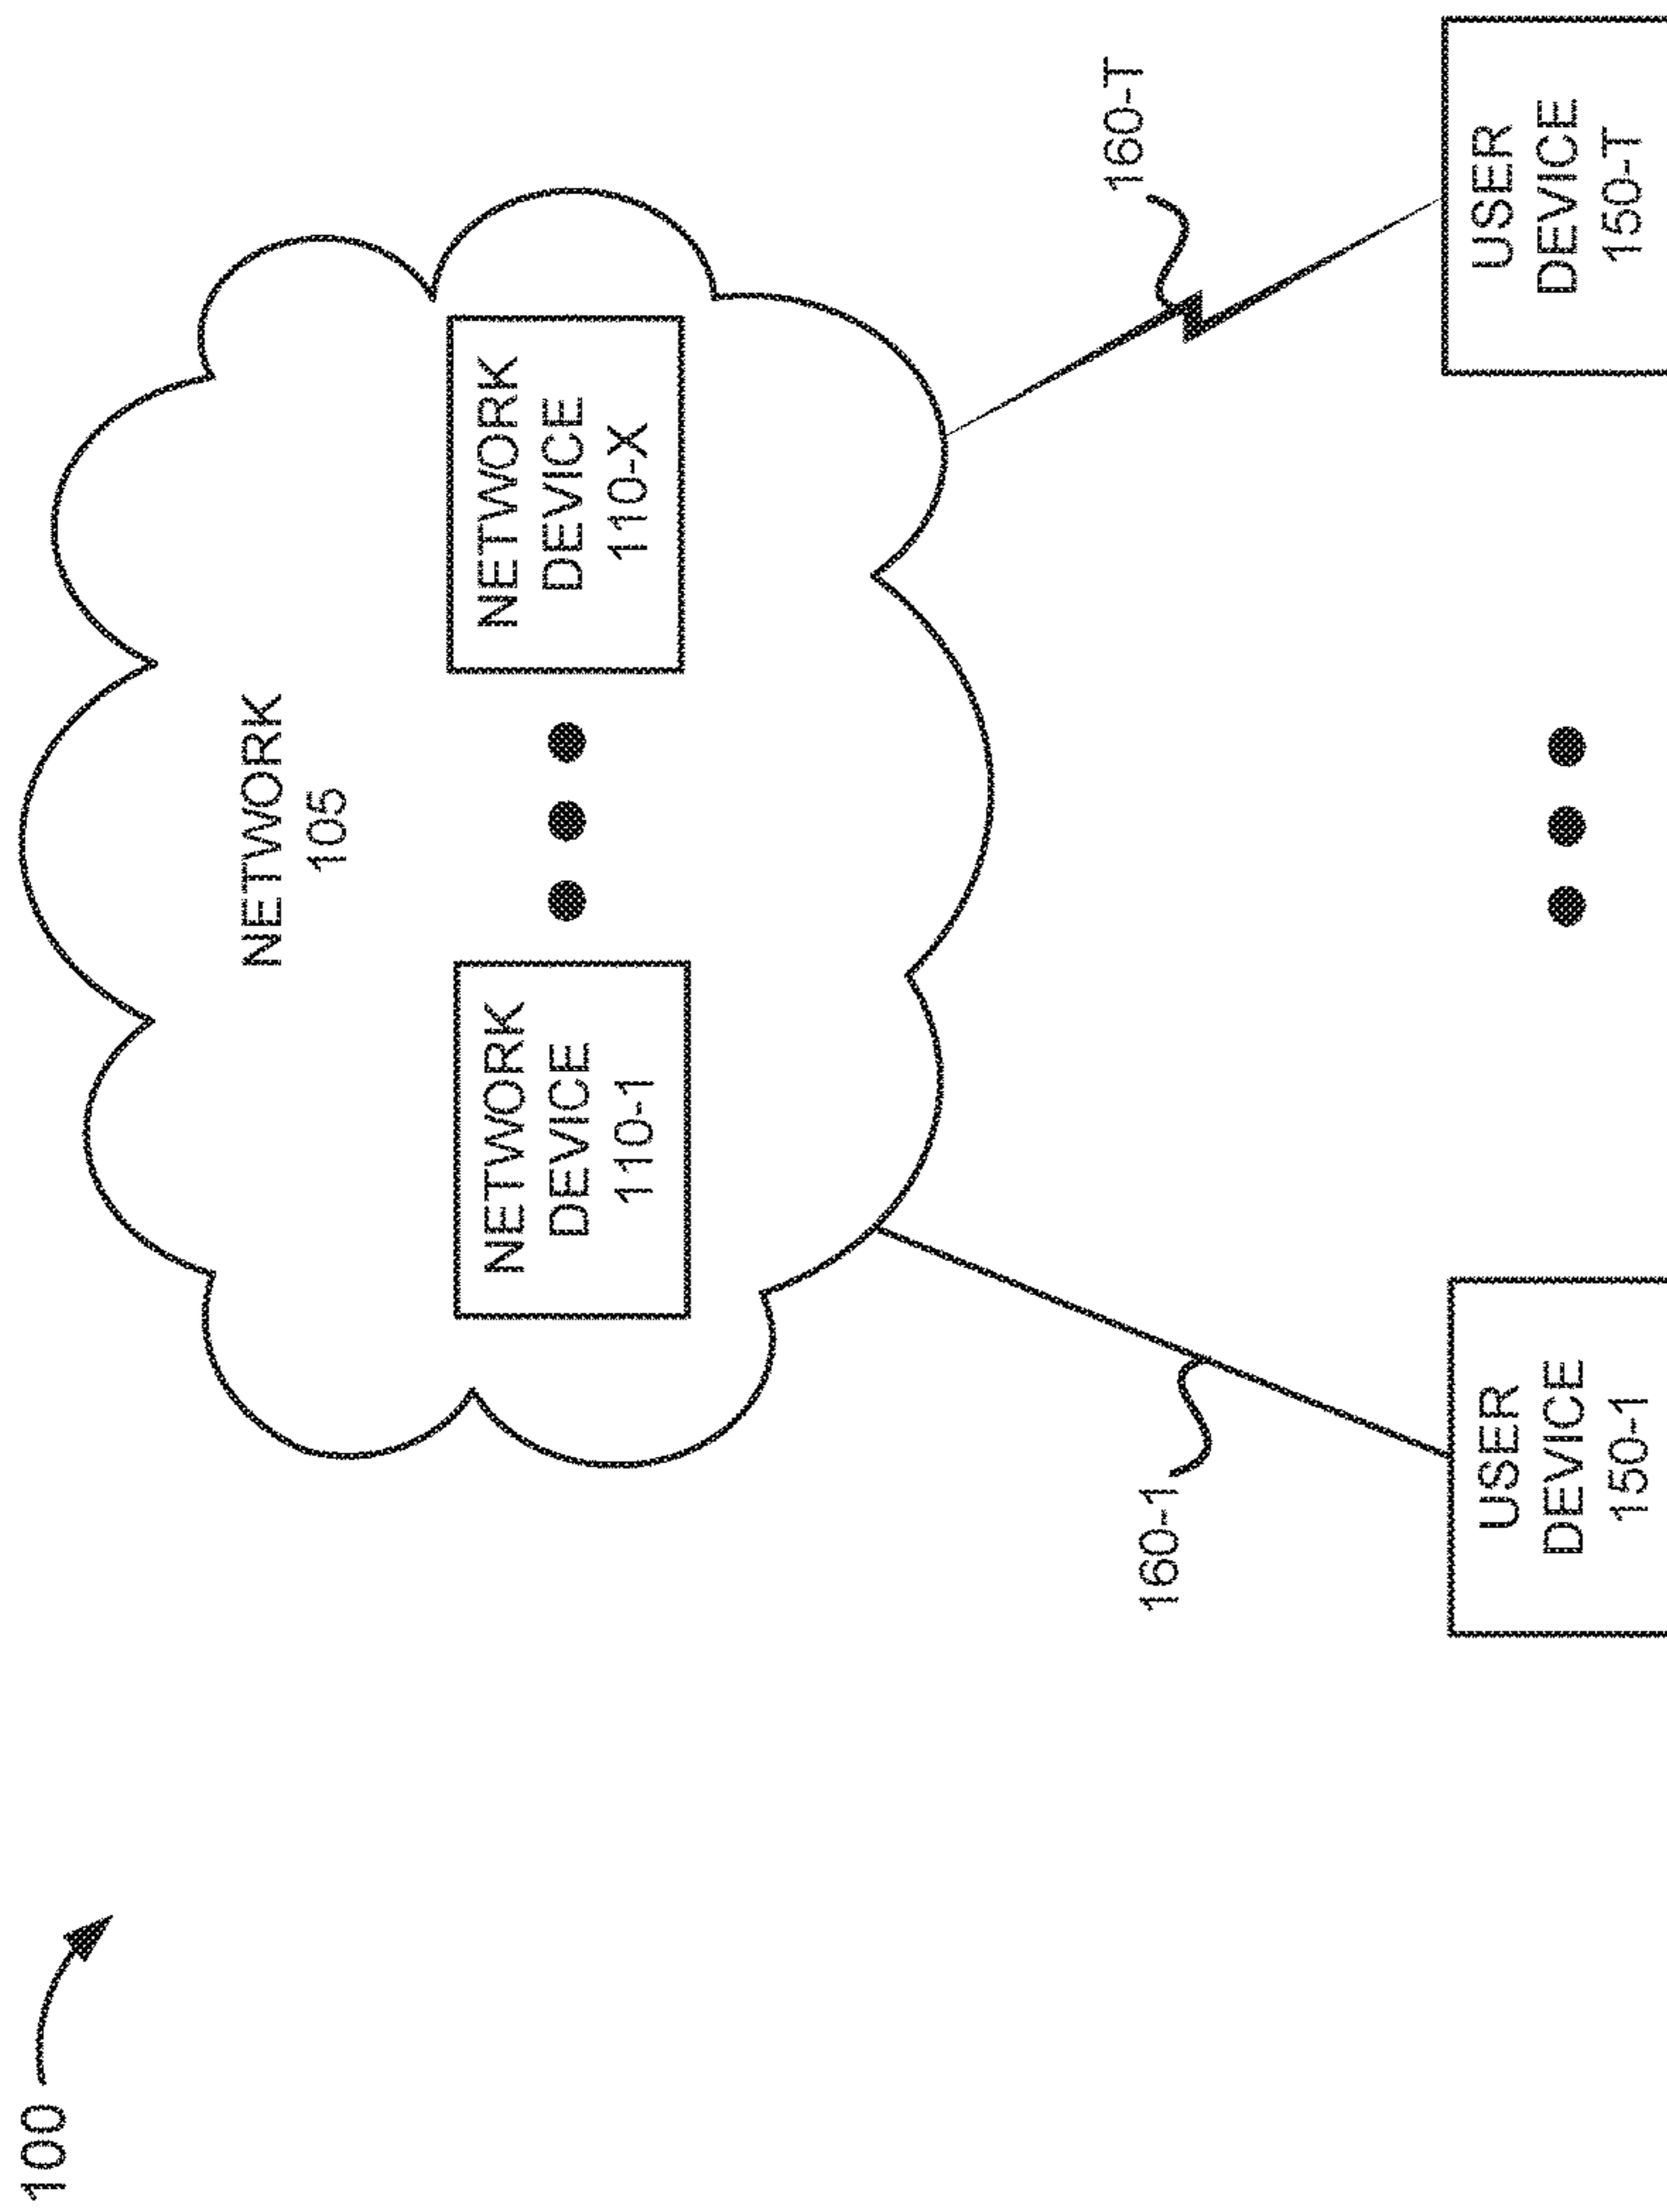 100
NETWORK
105
NETWORK
DEVICE
110-1
NETWORK
DEVICE
110-X
160-1
160-T
USER
DEVICE
150-1
USER
DEVICE
150-T